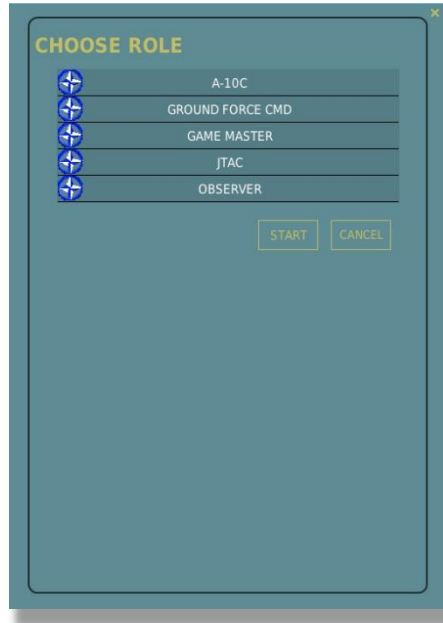 ×
CHOOSE ROLE
A-10C
GROUND FORCE CMD
GAME MASTER
JTAC
OBSERVER
START CANCEL